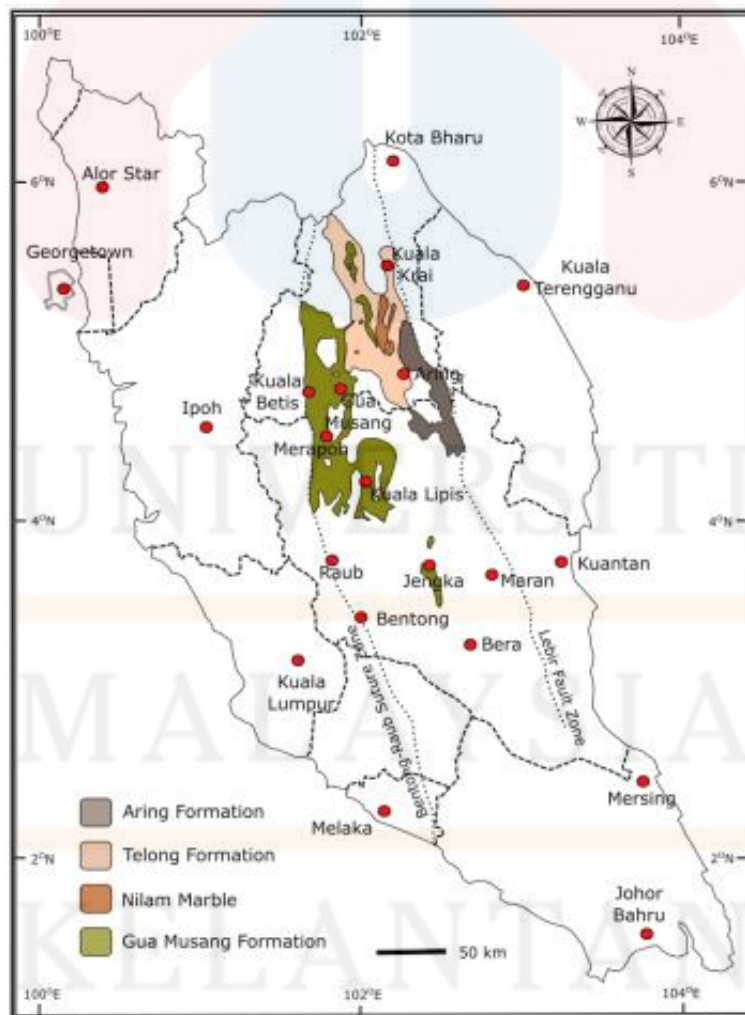 100°E
102°E
104°E
N
W
E
S
Kota Bharu
6°N
6°N
Alor Star
Georgetown
Kuala
Krai
Kuala
Terengganu
Aring
Kuala
Betis
Gua
Musang
Ipoh
Merapoh
Kuala Lipis
4°N
4°N
Raub
Jengka
Maran
Kuantan
Bentong
Bera
Kuala
Lumpur
Bentong-Raub Suture Zone
Lebir Fault Zone
Mersing
Melaka
Aring Formation
Telong Formation
Nilam Marble
Gua Musang Formation
2°N
2°N
Johor
Bahru
50 km
100°E
102°E
104°E
UNIVERSITI
MALAYSIA
KELANTAN